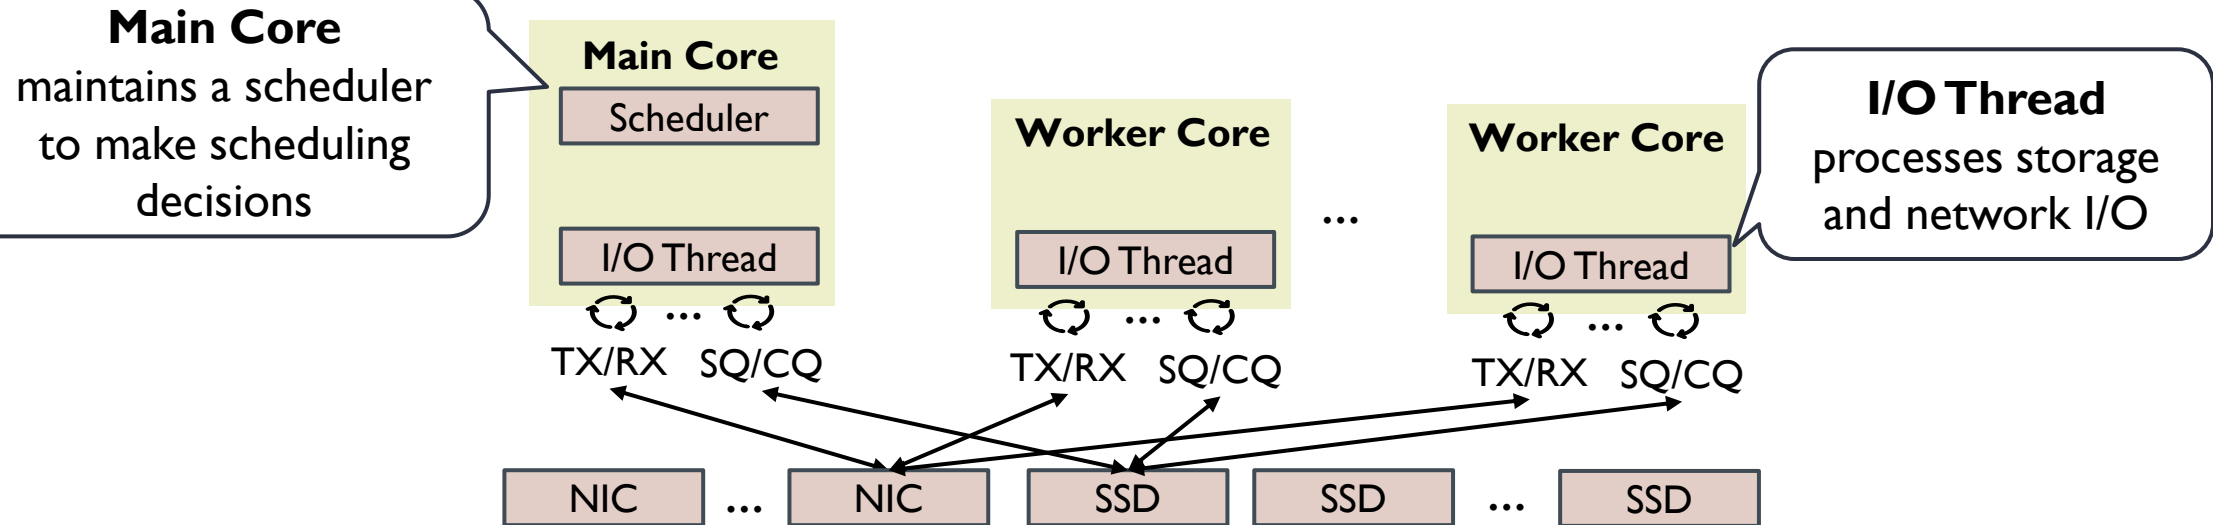 Main Core
maintains a scheduler
to make scheduling
decisions
Main Core
Scheduler
I/O Thread
TX/RX ... SQ/CQ
Worker Core
I/O Thread
TX/RX ... SQ/CQ
...
Worker Core
I/O Thread
TX/RX ... SQ/CQ
I/O Thread
processes storage
and network I/O
NIC ... NIC SSD SSD ... SSD